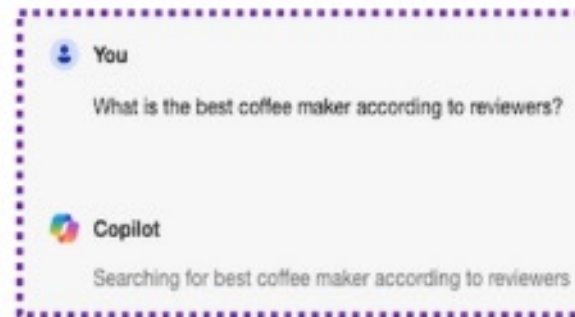 You
What is the best coffee maker according to reviewers?
Copilot
Searching for best coffee maker according to reviewers